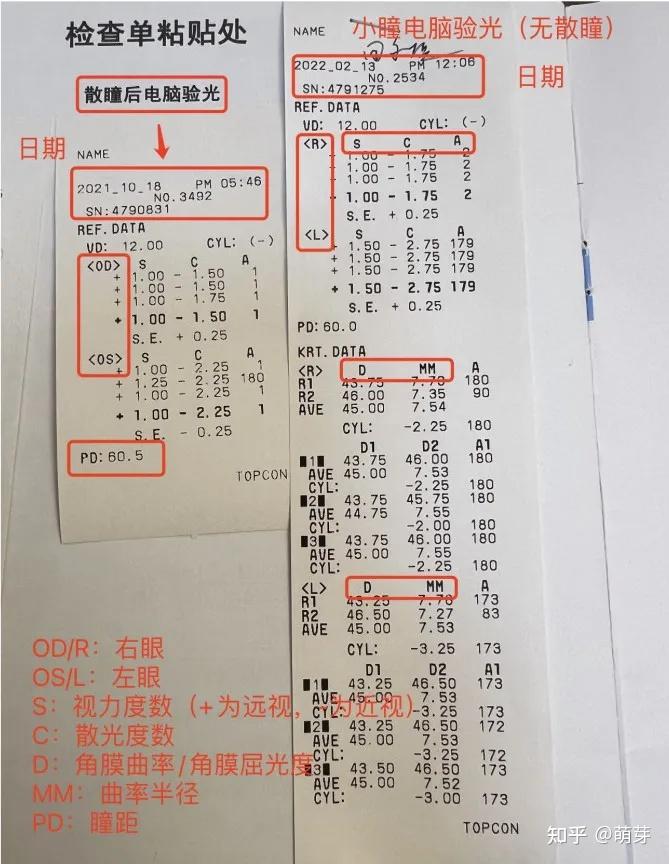 检查单粘贴处
散瞳后电脑验光
日期
NAME
2021_10_18 PM 05:46
NO.3492
SN:4790831
REF.DATA
VD: 12.00 CYL: (-)
<OD> S C A
+ 1.00 - 1.50 1
+ 1.00 - 1.50 1
+ 1.00 - 1.75 1
+ 1.00 - 1.50 1
S.E. + 0.25
<OS> S C A
+ 1.00 - 2.25 1
+ 1.25 - 2.25 180
+ 1.00 - 2.25 1
+ 1.00 - 2.25 1
S.E. - 0.25
PD:60.5
TOPCON
小瞳电脑验光（无散瞳）
NAME
2022_02_13 PM 12:06
NO.2534
SN:4791275
日期
REF.DATA
VD: 12.00 CYL: (-)
<R> S C A
1.00 - 1.75 2
1.00 - 1.75 2
1.00 - 1.75 2
1.00 - 1.75 2
S.E. + 0.25
<L> S C A
+ 1.50 - 2.75 179
+ 1.50 - 2.75 179
+ 1.50 - 2.75 179
+ 1.50 - 2.75 179
S.E. + 0.25
PD:60.0
KRT.DATA
<R> D MM A
R1 43.75 7.70 180
R2 46.00 7.35 90
AVE 45.00 7.54
CYL: -2.25 180
D1 D2 A1
1 43.75 46.00 180
AVE 45.00 7.53
CYL: -2.25 180
2 43.75 45.75 180
AVE 44.75 7.55
CYL: -2.00 180
3 43.75 46.00 180
AVE 45.00 7.55
CYL: -2.25 180
<L> D MM A
R1 43.25 7.78 173
R2 46.50 7.27 83
AVE 45.00 7.53
CYL: -3.25 173
D1 D2 A1
1 43.25 46.50 173
AVE 45.00 7.53
CYL: -3.25 173
2 43.25 46.50 172
AVE 45.00 7.53
CYL: -3.25 172
3 43.50 46.50 173
AVE 45.00 7.52
CYL: -3.00 173
TOPCON
OD/R：右眼
OS/L：左眼
S：视力度数（+为远视，-为近视）
C：散光度数
D：角膜曲率/角膜屈光度
MM：曲率半径
PD：瞳距
知乎 @萌芽